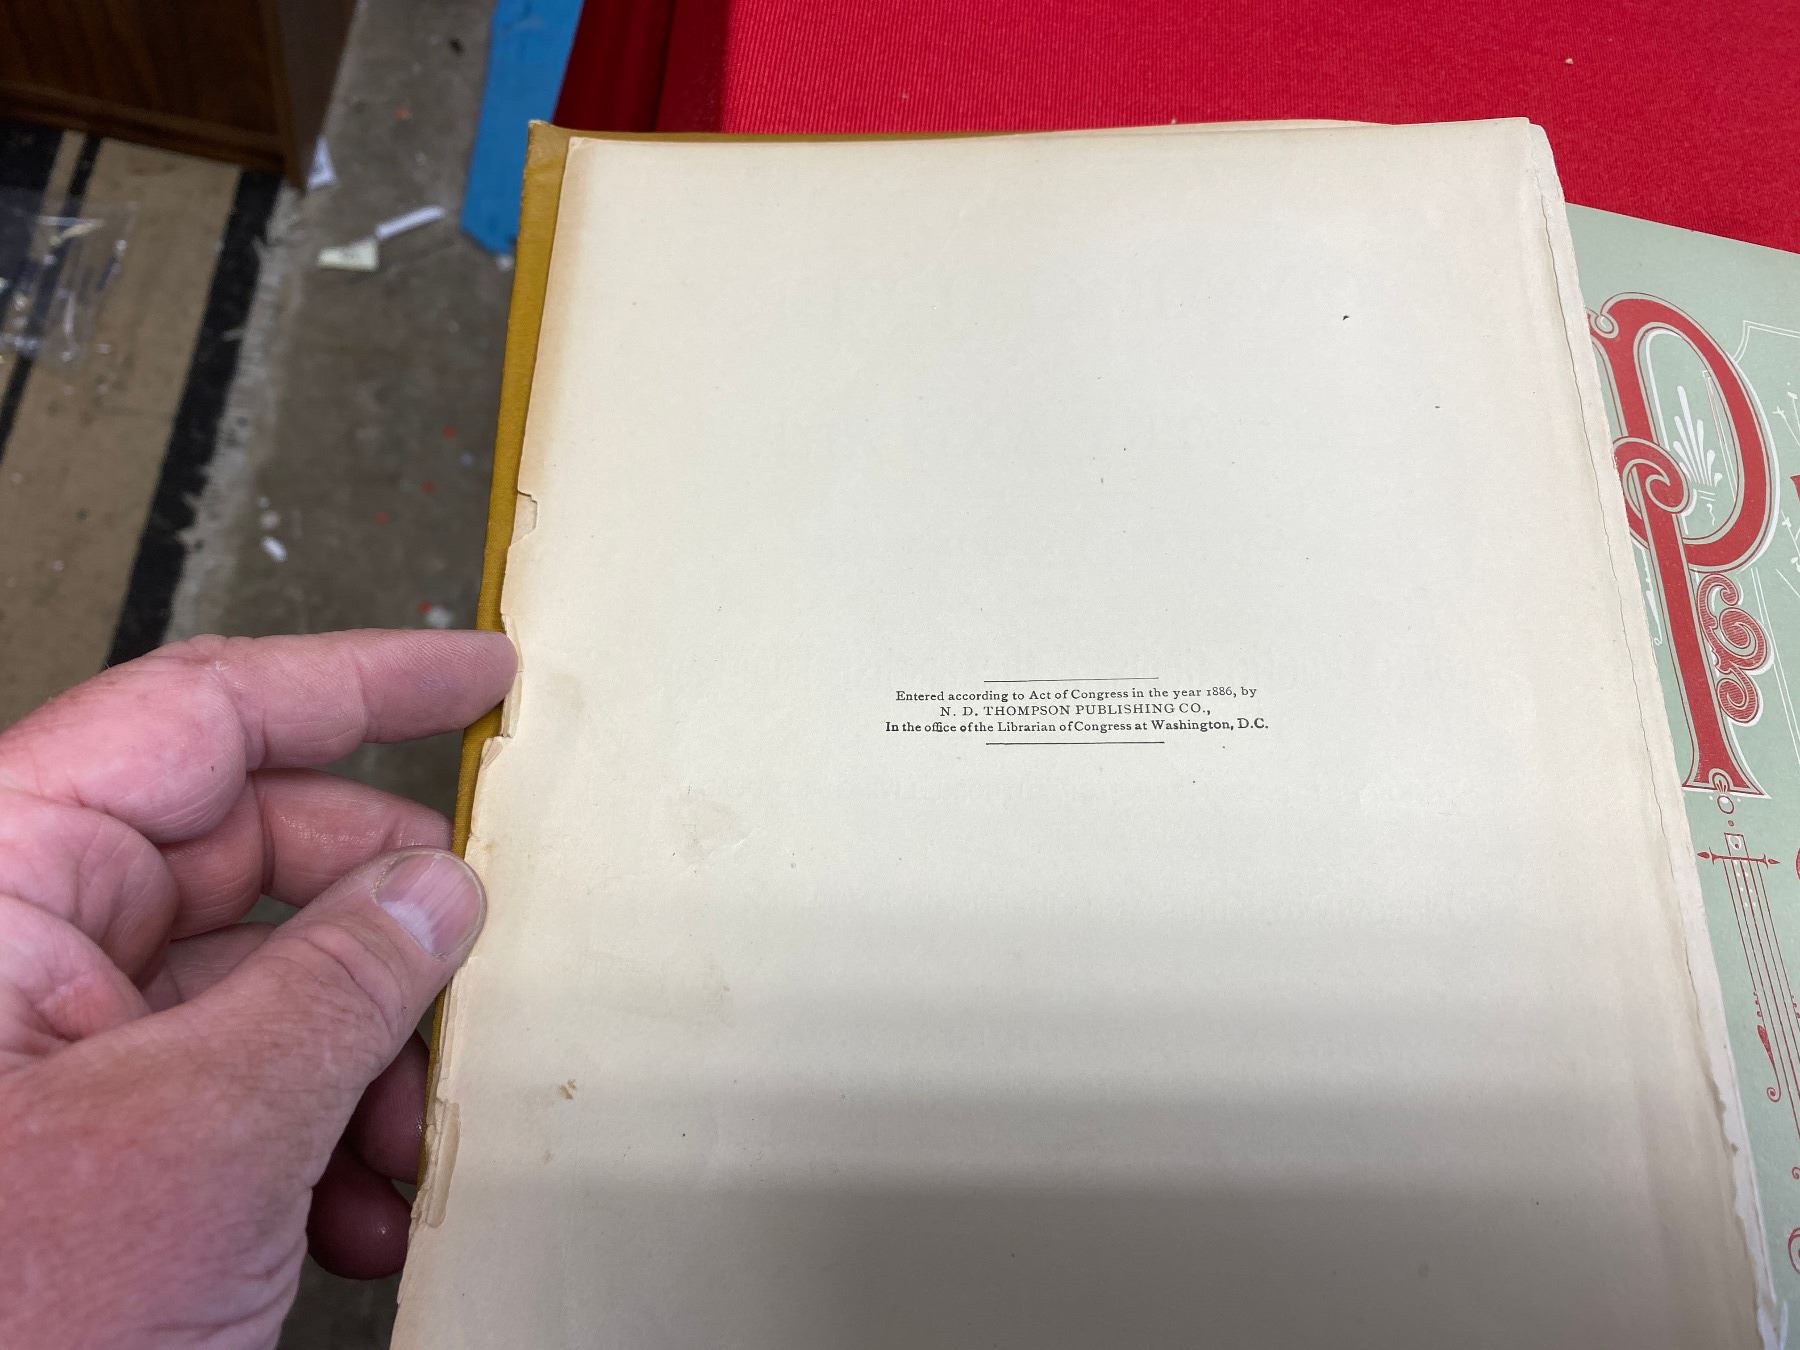 Entered according to Act of Congress in the year 1886, by
N. D. THOMPSON PUBLISHING CO.,
In the office of the Librarian of Congress at Washington, D.C.
P